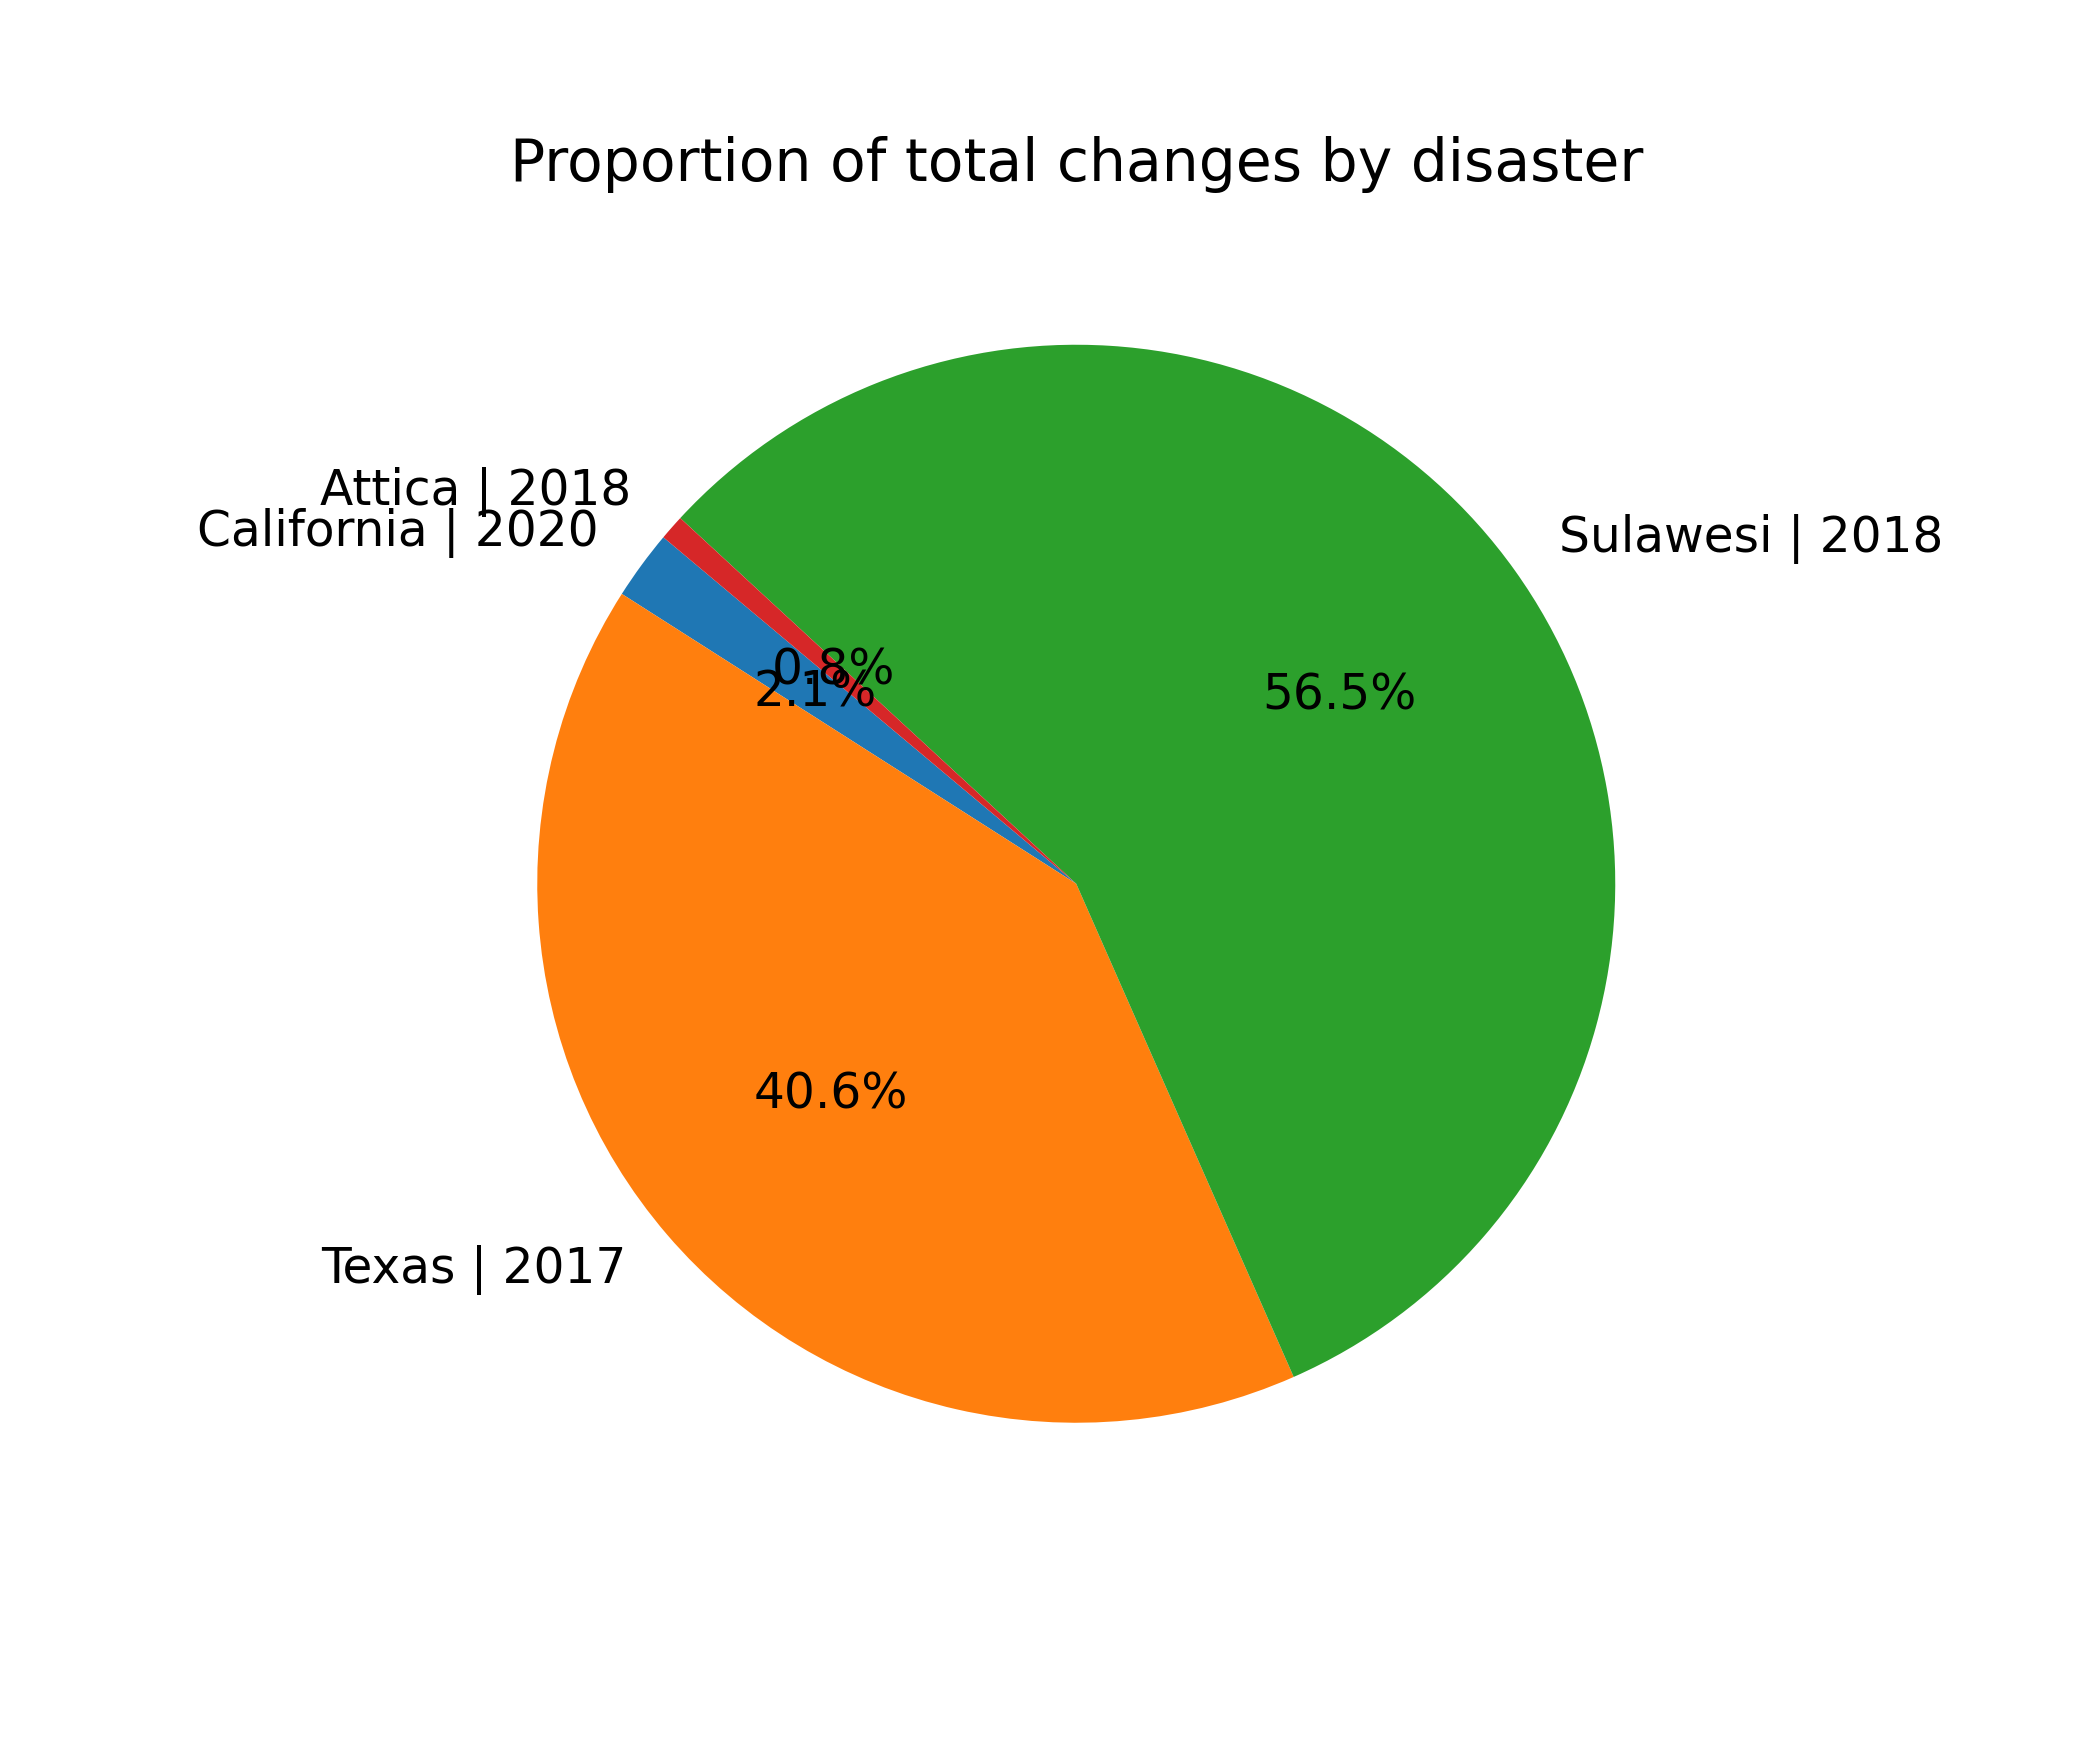 Proportion of total changes by disaster
Attica | 2018
California | 2020
Sulawesi | 2018
0.8%
2.1%
56.5%
40.6%
Texas | 2017